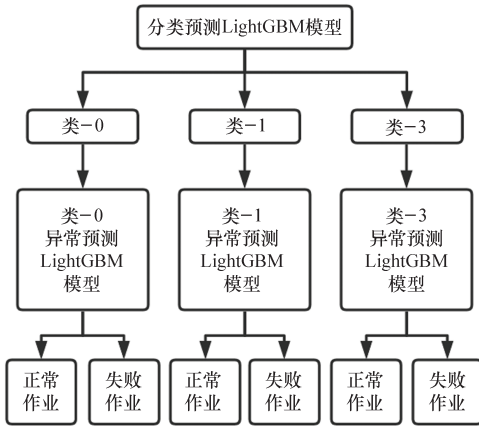 分类预测LightGBM模型
类-0
类-1
类-3
类-0
异常预测
LightGBM
模型
类-1
异常预测
LightGBM
模型
类-3
异常预测
LightGBM
模型
正常
作业
失败
作业
正常
作业
失败
作业
正常
作业
失败
作业